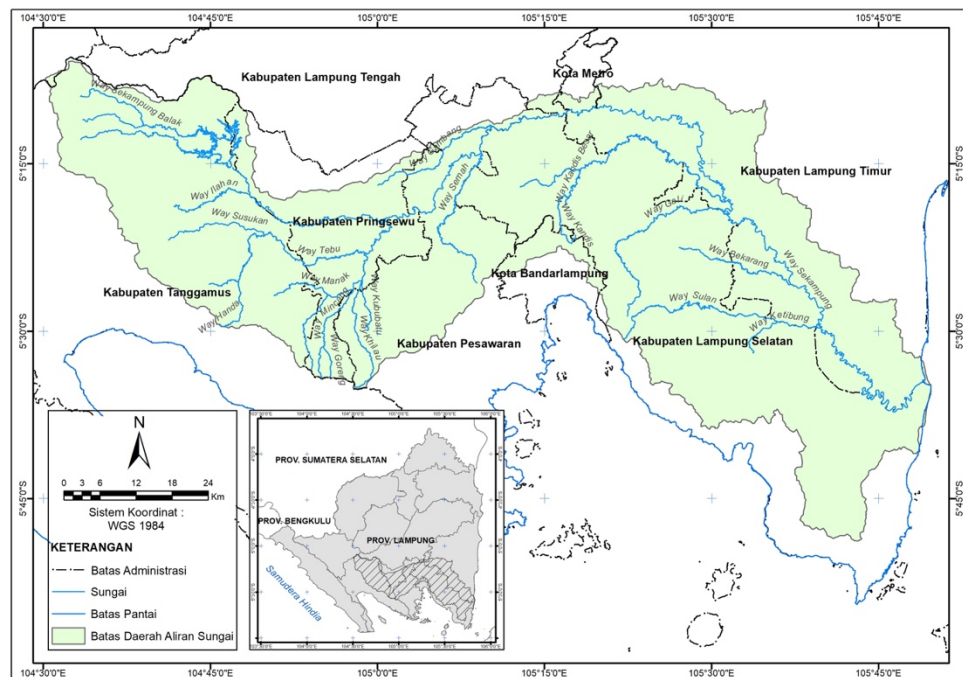 104°30'0"E 104°45'0"E 105°0'0"E 105°15'0"E 105°30'0"E 105°45'0"E
5°15'0"S
5°30'0"S
5°45'0"S
5°15'0"S
5°30'0"S
5°45'0"S
Kabupaten Lampung Tengah
Kota Metro
Way Sekampung Balak
Way Semah
Way Kandis Besar
Kabupaten Lampung Timur
Way Ilahan
Way Susukan
Kabupaten Pringsewu
Way Kandis
Way Galih
Way Tebu
Way Bekarang
Way Sekampung
Kota Bandarlampung
Way Manak
Kabupaten Tanggamus
Way Kububatu
Way Sulan
Way Handa
Way Ketibung
Way Khilau
Way Goreng
Kabupaten Pesawaran
Kabupaten Lampung Selatan
N
0 3 6 12 18 24
Km
Sistem Koordinat :
WGS 1984
KETERANGAN
Batas Administrasi
Sungai
Batas Pantai
Batas Daerah Aliran Sungai
PROV. SUMATERA SELATAN
PROV. BENGKULU
PROV. LAMPUNG
Samudera Hindia
104°30'0"E 104°45'0"E 105°0'0"E 105°15'0"E 105°30'0"E 105°45'0"E